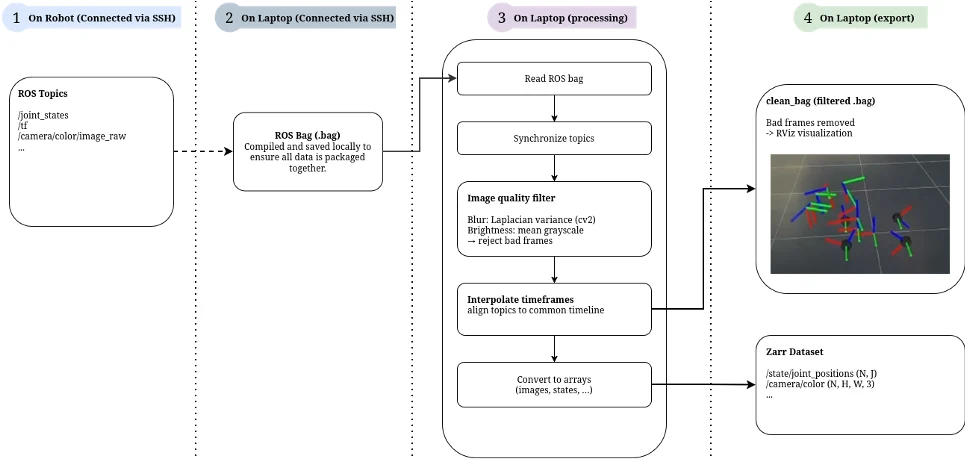 1 On Robot (Connected via SSH)
2 On Laptop (Connected via SSH)
3 On Laptop (processing)
4 On Laptop (export)
ROS Topics
/joint_states
/tf
/camera/color/image_raw
...
ROS Bag (.bag)
Compiled and saved locally to
ensure all data is packaged
together.
Read ROS bag
Synchronize topics
Image quality filter
Blur: Laplacian variance (cv2)
Brightness: mean grayscale
→ reject bad frames
Interpolate timeframes
align topics to common timeline
Convert to arrays
(images, states, ...)
clean_bag (filtered .bag)
Bad frames removed
-> RViz visualization
Zarr Dataset
/state/joint_positions (N, J)
/camera/color (N, H, W, 3)
...